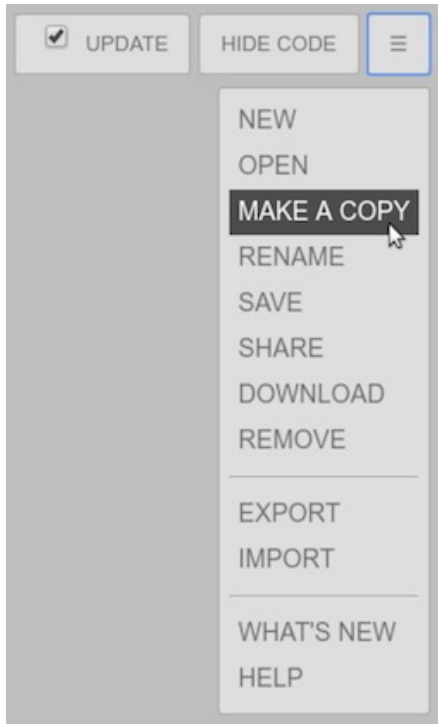 UPDATE HIDE CODE ☰
NEW
OPEN
MAKE A COPY
RENAME
SAVE
SHARE
DOWNLOAD
REMOVE
EXPORT
IMPORT
WHAT'S NEW
HELP